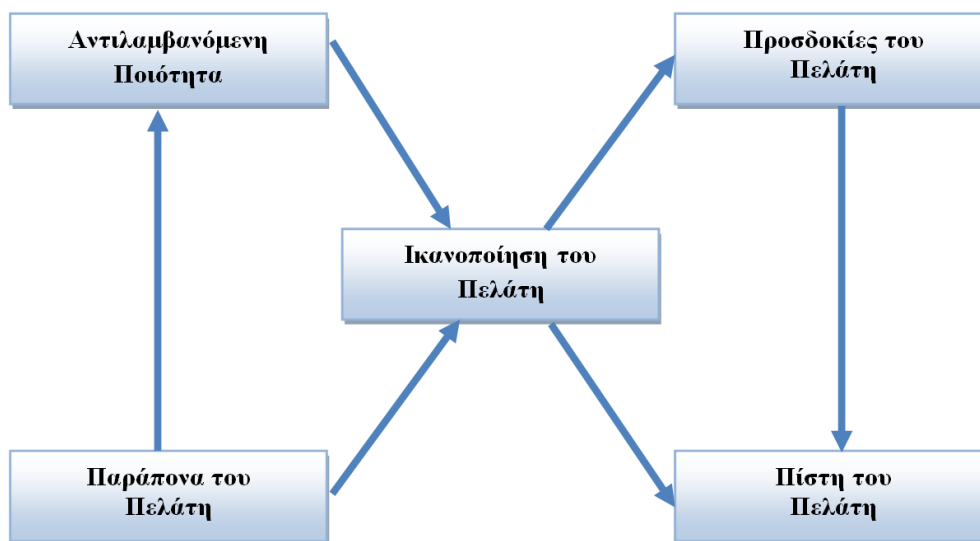 Αντιλαμβανόμενη
Ποιότητα
Προσδοκίες του
Πελάτη
Ικανοποίηση του
Πελάτη
Παράπονα του
Πελάτη
Πίστη του
Πελάτη